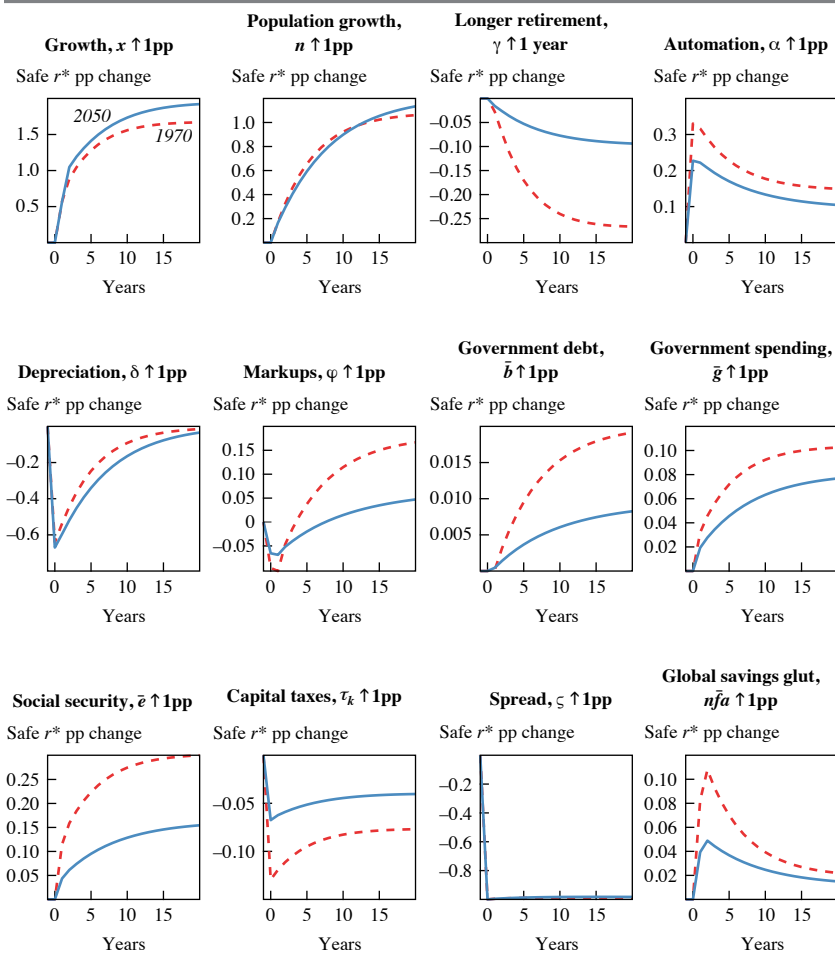 Growth, x ↑1pp
Safe r* pp change
1.5
1.0
0.5
2050
1970
0 5 10 15
Years
Population growth,
n ↑1pp
Safe r* pp change
1.0
0.8
0.6
0.4
0.2
0 5 10 15
Years
Longer retirement,
γ ↑1 year
Safe r* pp change
−0.05
−0.10
−0.15
−0.20
−0.25
0 5 10 15
Years
Automation, α ↑1pp
Safe r* pp change
0.3
0.2
0.1
0 5 10 15
Years
Depreciation, δ ↑1pp
Safe r* pp change
−0.2
−0.4
−0.6
0 5 10 15
Years
Markups, φ ↑1pp
Safe r* pp change
0.15
0.10
0.05
0
−0.05
0 5 10 15
Years
Government debt,
b̄ ↑1pp
Safe r* pp change
0.015
0.010
0.005
0 5 10 15
Years
Government spending,
ḡ ↑1pp
Safe r* pp change
0.10
0.08
0.06
0.04
0.02
0 5 10 15
Years
Social security, ē ↑1pp
Safe r* pp change
0.25
0.20
0.15
0.10
0.05
0 5 10 15
Years
Capital taxes, τk ↑1pp
Safe r* pp change
−0.05
−0.10
0 5 10 15
Years
Spread, ς ↑1pp
Safe r* pp change
−0.2
−0.4
−0.6
−0.8
0 5 10 15
Years
Global savings glut,
nf̄a ↑1pp
Safe r* pp change
0.10
0.08
0.06
0.04
0.02
0 5 10 15
Years